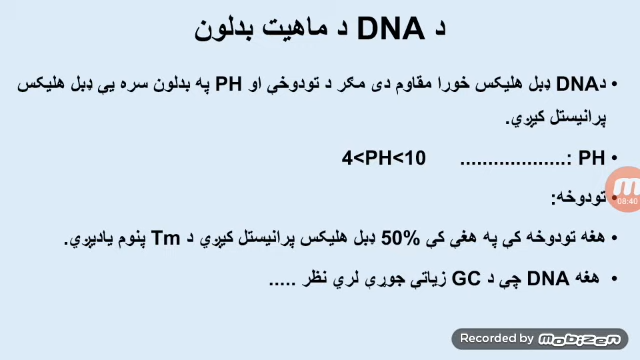 د DNA د ماهیت بدلون
• دDNA ډبل هلیکس خورا مقاوم دی مګر د تودوخې او PH په بدلون سره یې ډبل هلیکس
پرانیستل کیږي.
• PH :................... 4<PH<10
• تودوخه:
• هغه تودوخه کې په هغې کې 50% ډبل هلیکس پرانیستل کیږي د Tm پنوم یادیږي.
• هغه DNA چې د GC زیاتې جوړې لري نظر .....
08:40
Recorded by mobizen